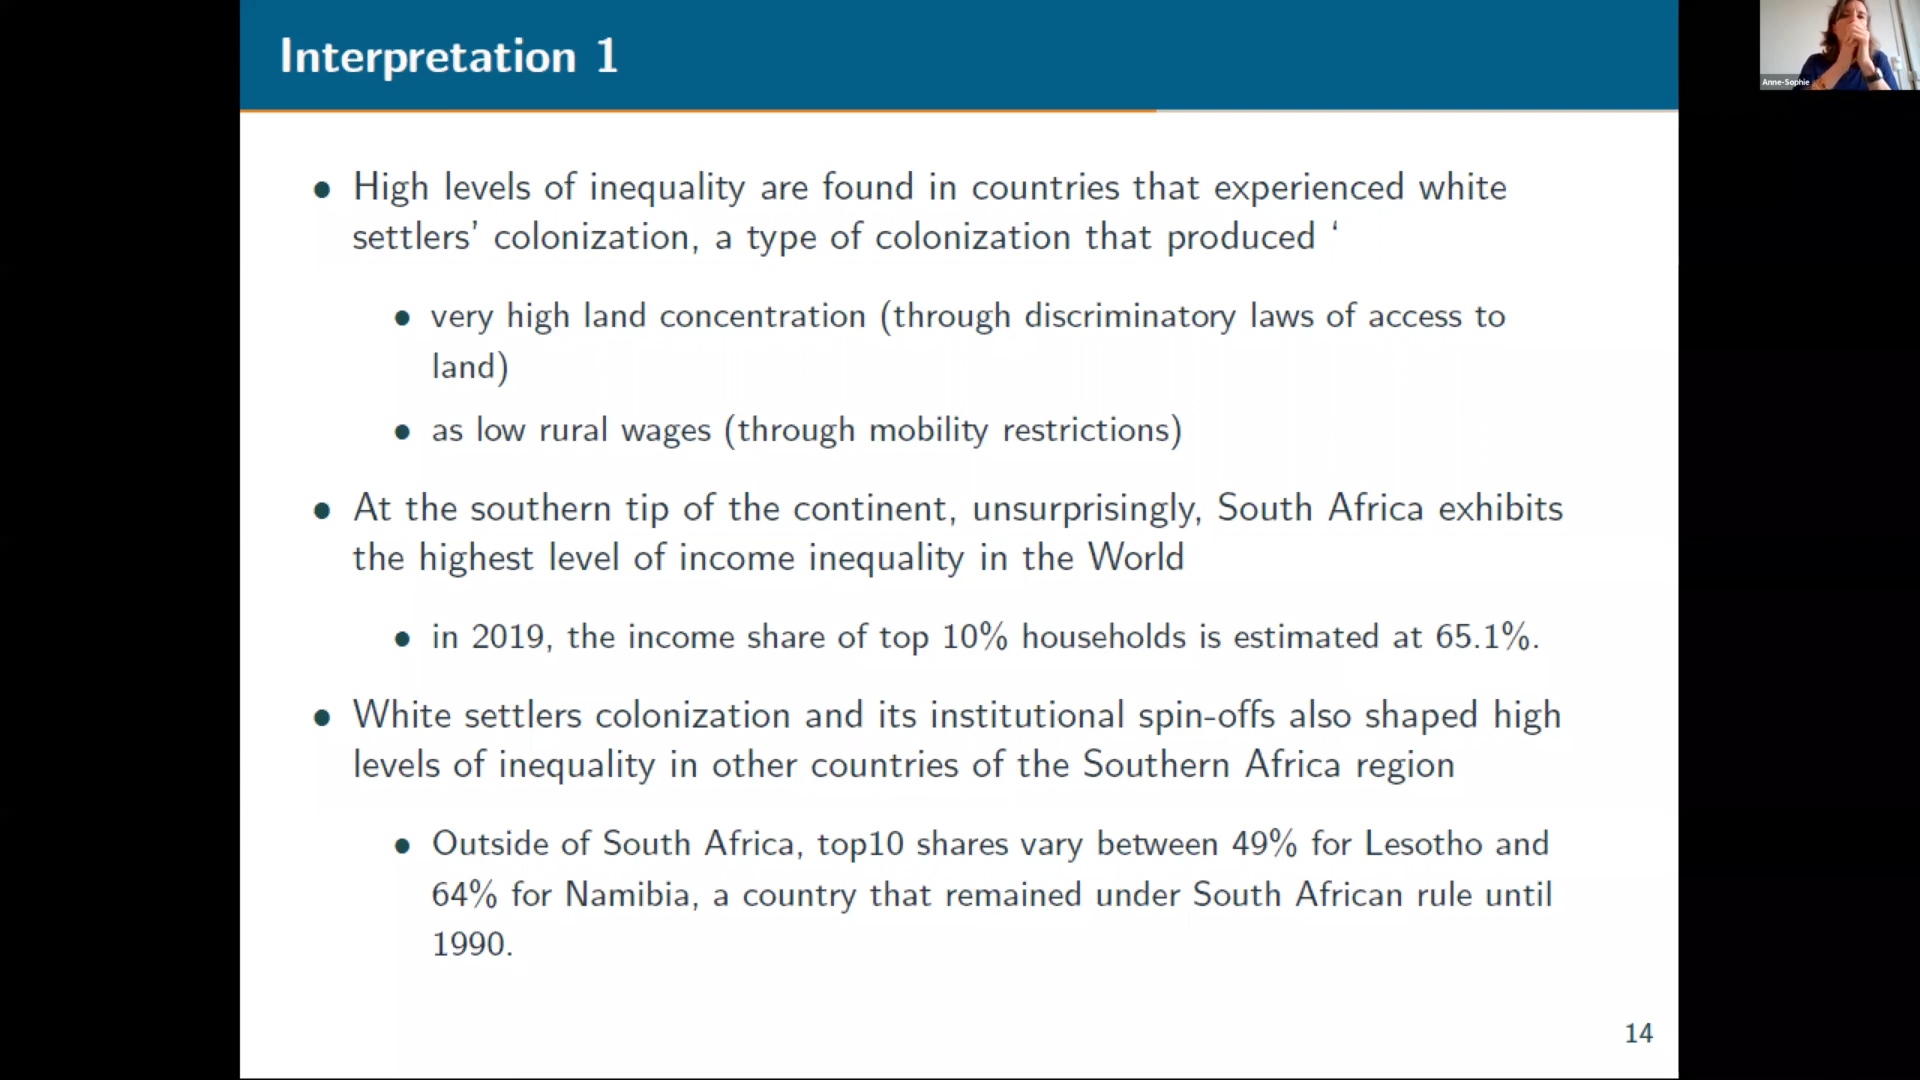 Interpretation 1
Anne-Sophie
• High levels of inequality are found in countries that experienced white
settlers’ colonization, a type of colonization that produced ‘
• very high land concentration (through discriminatory laws of access to
land)
• as low rural wages (through mobility restrictions)
• At the southern tip of the continent, unsurprisingly, South Africa exhibits
the highest level of income inequality in the World
• in 2019, the income share of top 10% households is estimated at 65.1%.
• White settlers colonization and its institutional spin-offs also shaped high
levels of inequality in other countries of the Southern Africa region
• Outside of South Africa, top10 shares vary between 49% for Lesotho and
64% for Namibia, a country that remained under South African rule until
1990.
14